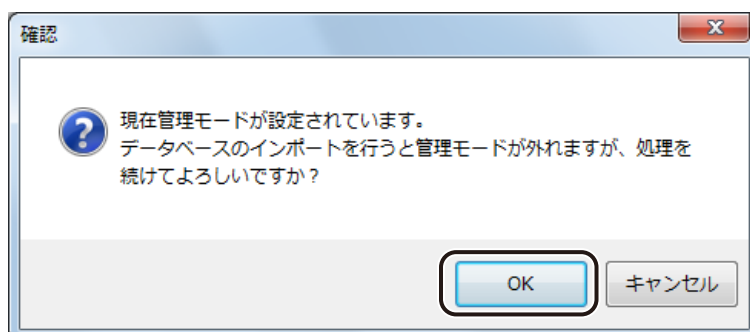 確認
現在管理モードが設定されています。
データベースのインポートを行うと管理モードが外れますが、処理を
続けてよろしいですか？
OK
キャンセル